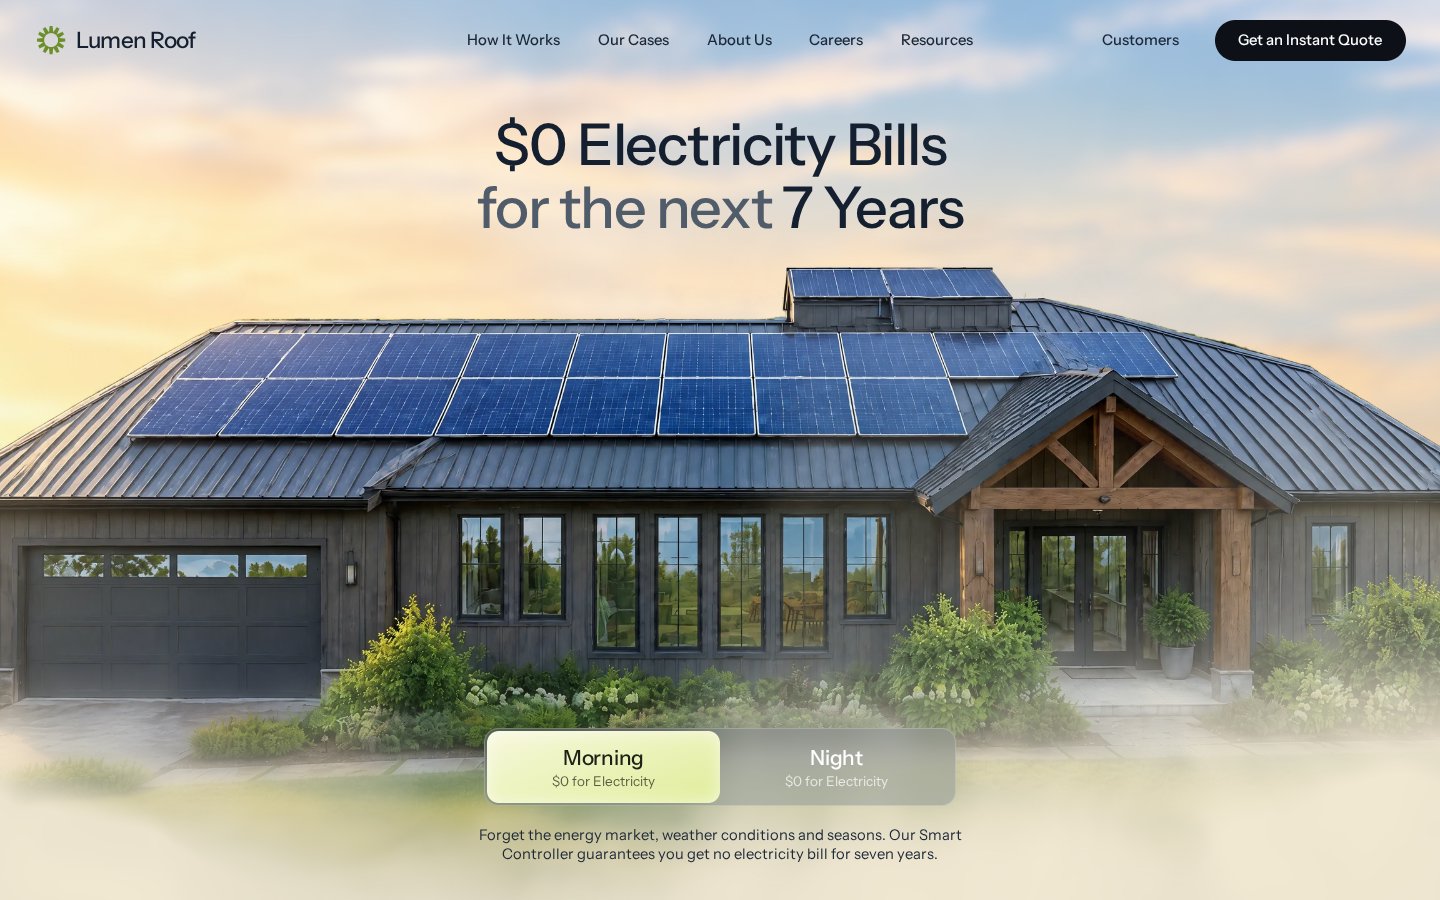 Lumen Roof
How It Works
Our Cases
About Us
Careers
Resources
Customers
Get an Instant Quote
$0 Electricity Bills
for the next 7 Years
Morning
$0 for Electricity
Night
$0 for Electricity
Forget the energy market, weather conditions and seasons. Our Smart
Controller guarantees you get no electricity bill for seven years.